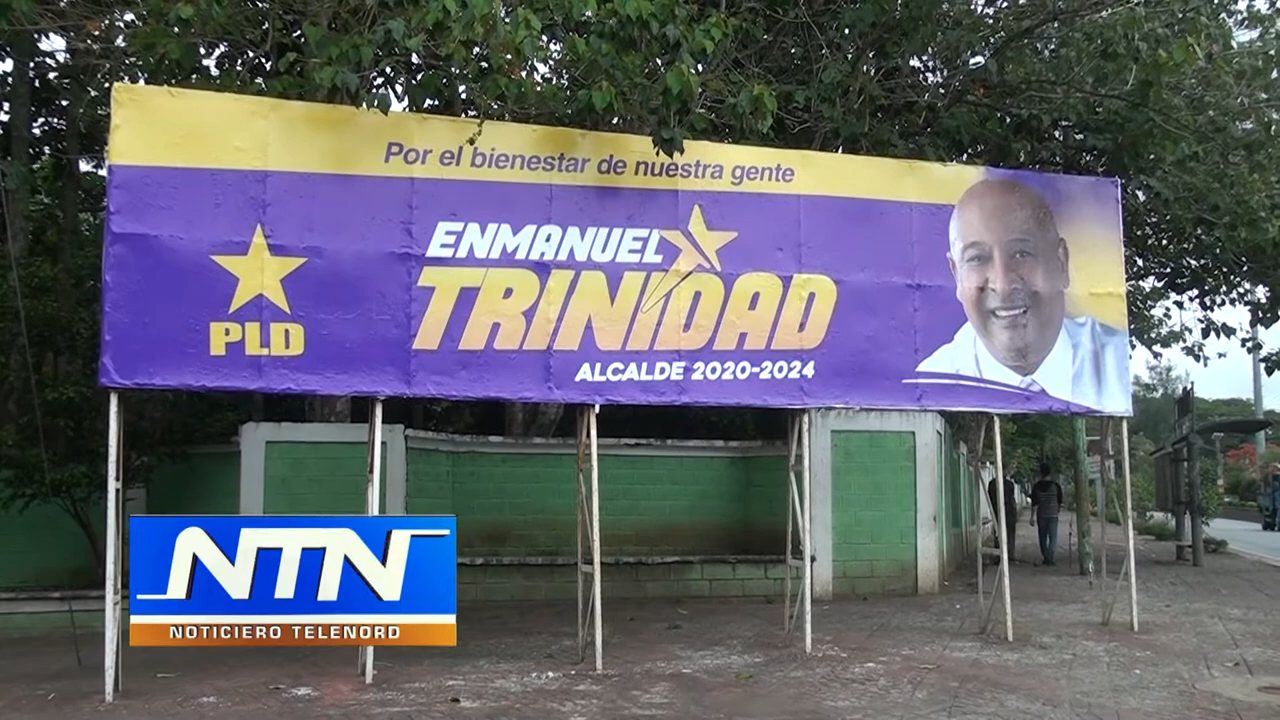 Por el bienestar de nuestra gente
ENMANUEL
TRINIDAD
ALCALDE 2020-2024
PLD
NTN
NOTICIERO TELENORD